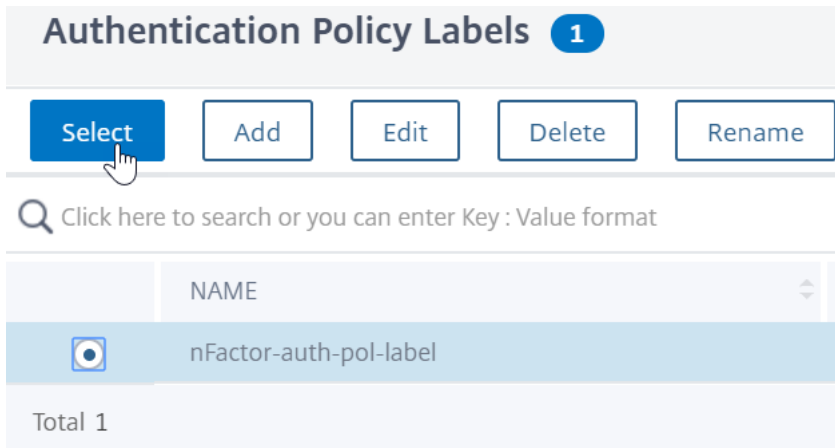 Authentication Policy Labels 1
Select Add Edit Delete Rename
Click here to search or you can enter Key : Value format
NAME
nFactor-auth-pol-label
Total 1